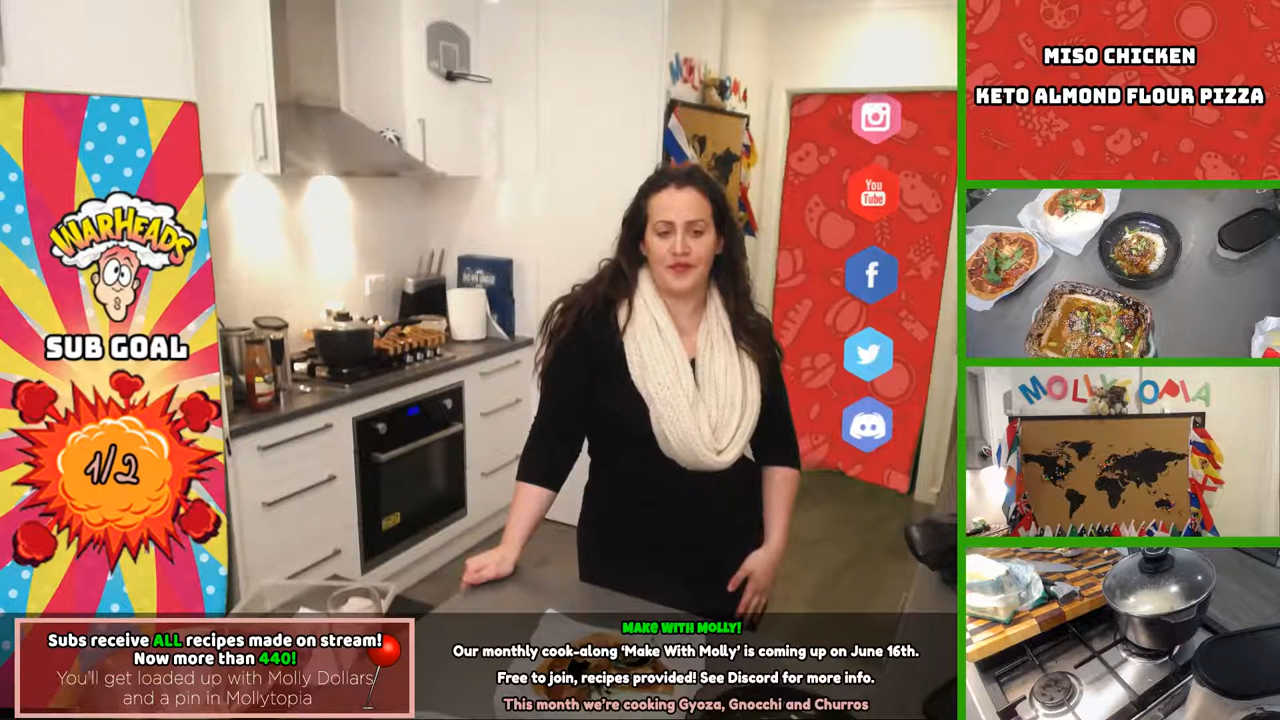 WARHEADS
SUB GOAL
1/2
MOLLY
You
Tube
MISO CHICKEN
KETO ALMOND FLOUR PIZZA
MOLLYTOPIA
Subs receive ALL recipes made on stream!
Now more than 440!
You'll get loaded up with Molly Dollars
and a pin in Mollytopia
MAKE WITH MOLLY!
Our monthly cook-along 'Make With Molly' is coming up on June 16th.
Free to join, recipes provided! See Discord for more info.
This month we're cooking Gyoza, Gnocchi and Churros